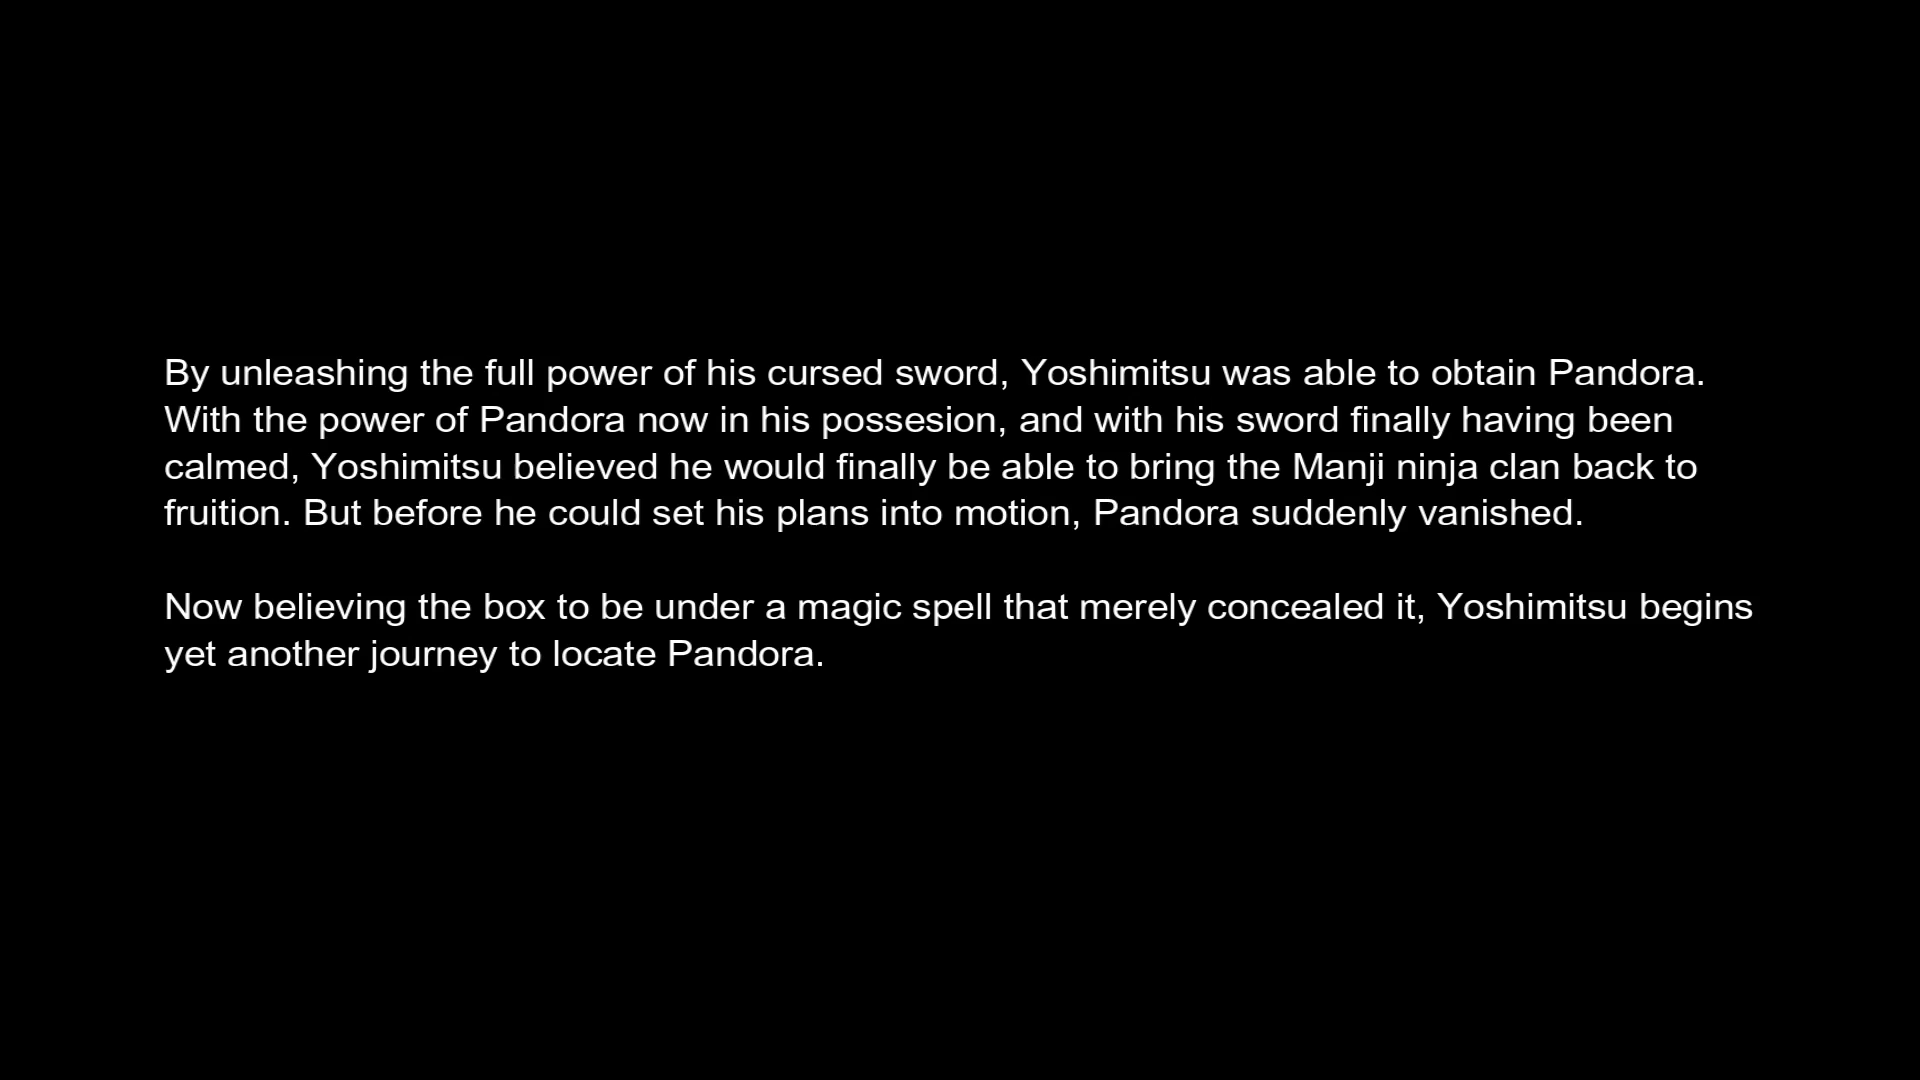 By unleashing the full power of his cursed sword, Yoshimitsu was able to obtain Pandora.
With the power of Pandora now in his possesion, and with his sword finally having been
calmed, Yoshimitsu believed he would finally be able to bring the Manji ninja clan back to
fruition. But before he could set his plans into motion, Pandora suddenly vanished.
Now believing the box to be under a magic spell that merely concealed it, Yoshimitsu begins
yet another journey to locate Pandora.